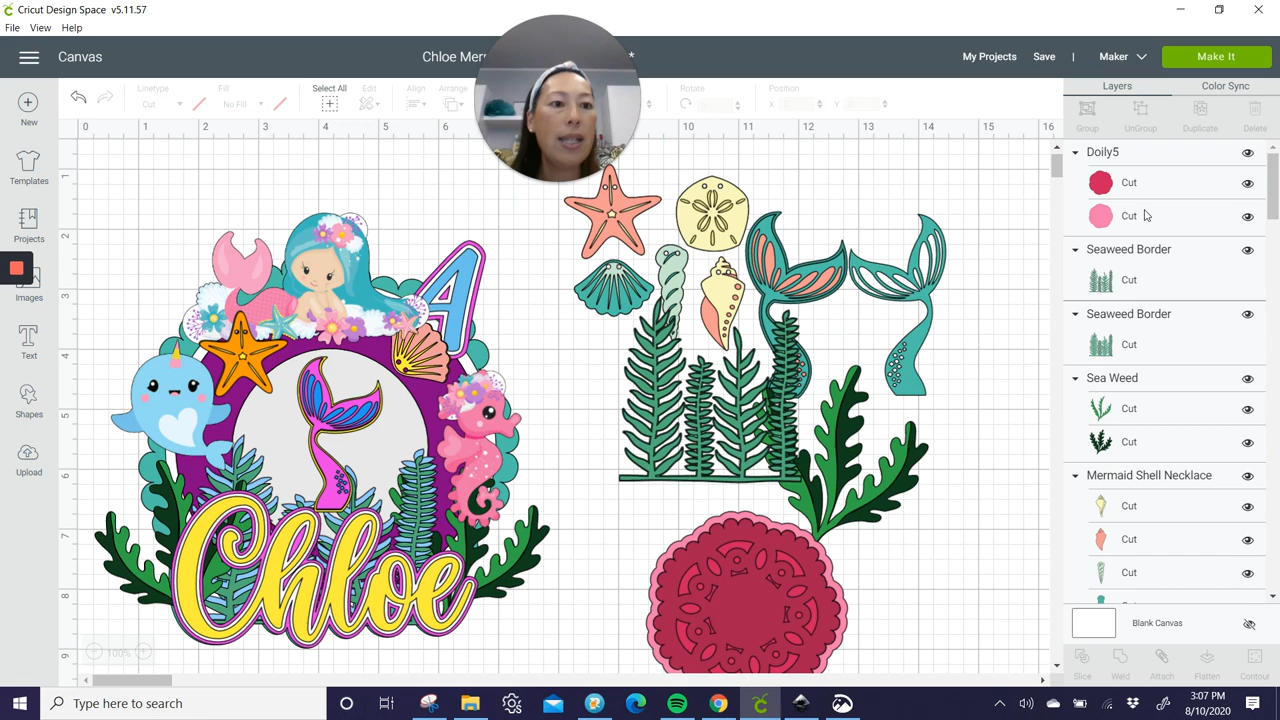 Cricut Design Space v5.11.57
File View Help
Canvas
Chloe Mer
*
My Projects Save | Maker Make It
Linetype
Cut
Fill
No Fill
Select All
Edit
Align
Arrange
Rotate
Position
X
Y
Layers Color Sync
Group UnGroup Duplicate Delete
New
Templates
Projects
Images
Text
Shapes
Upload
0 1 2 3 4 5 6 10 11 12 13 14 15 16
1
2
3
4
5
6
7
8
9
A
Chloe
100%
Doily5
Cut
Cut
Seaweed Border
Cut
Seaweed Border
Cut
Sea Weed
Cut
Cut
Mermaid Shell Necklace
Cut
Cut
Cut
Blank Canvas
Slice Weld Attach Flatten Contour
Type here to search
3:07 PM
8/10/2020